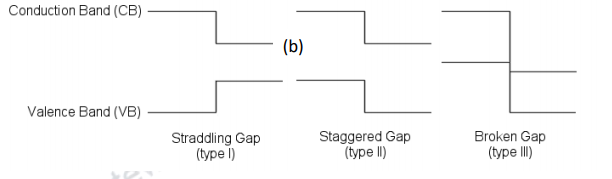 Conduction Band (CB)
(b)
Valence Band (VB)
Straddling Gap
(type I)
Staggered Gap
(type II)
Broken Gap
(type III)